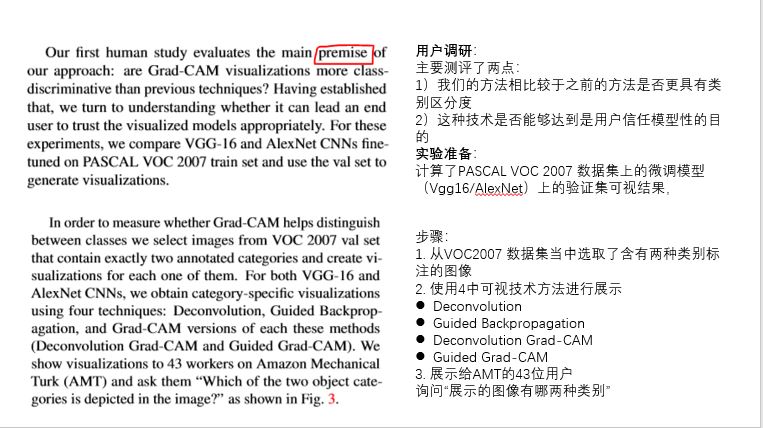 Our first human study evaluates the main premise of
our approach: are Grad-CAM visualizations more class-
discriminative than previous techniques? Having established
that, we turn to understanding whether it can lead an end
user to trust the visualized models appropriately. For these
experiments, we compare VGG-16 and AlexNet CNNs fine-
tuned on PASCAL VOC 2007 train set and use the val set to
generate visualizations.
In order to measure whether Grad-CAM helps distinguish
between classes we select images from VOC 2007 val set
that contain exactly two annotated categories and create vi-
sualizations for each one of them. For both VGG-16 and
AlexNet CNNs, we obtain category-specific visualizations
using four techniques: Deconvolution, Guided Backprop-
agation, and Grad-CAM versions of each these methods
(Deconvolution Grad-CAM and Guided Grad-CAM). We
show visualizations to 43 workers on Amazon Mechanical
Turk (AMT) and ask them “Which of the two object cate-
gories is depicted in the image?” as shown in Fig. 3.
用户调研：
主要测评了两点：
1）我们的方法相比较于之前的方法是否更具有类
别区分度
2）这种技术是否能够达到是用户信任模型性的目
的
实验准备：
计算了PASCAL VOC 2007 数据集上的微调模型
（Vgg16/AlexNet）上的验证集可视结果，
步骤：
1. 从VOC2007 数据集当中选取了含有两种类别标
注的图像
2. 使用4中可视技术方法进行展示
● Deconvolution
● Guided Backpropagation
● Deconvolution Grad-CAM
● Guided Grad-CAM
3. 展示给AMT的43位用户
询问“展示的图像有哪两种类别”